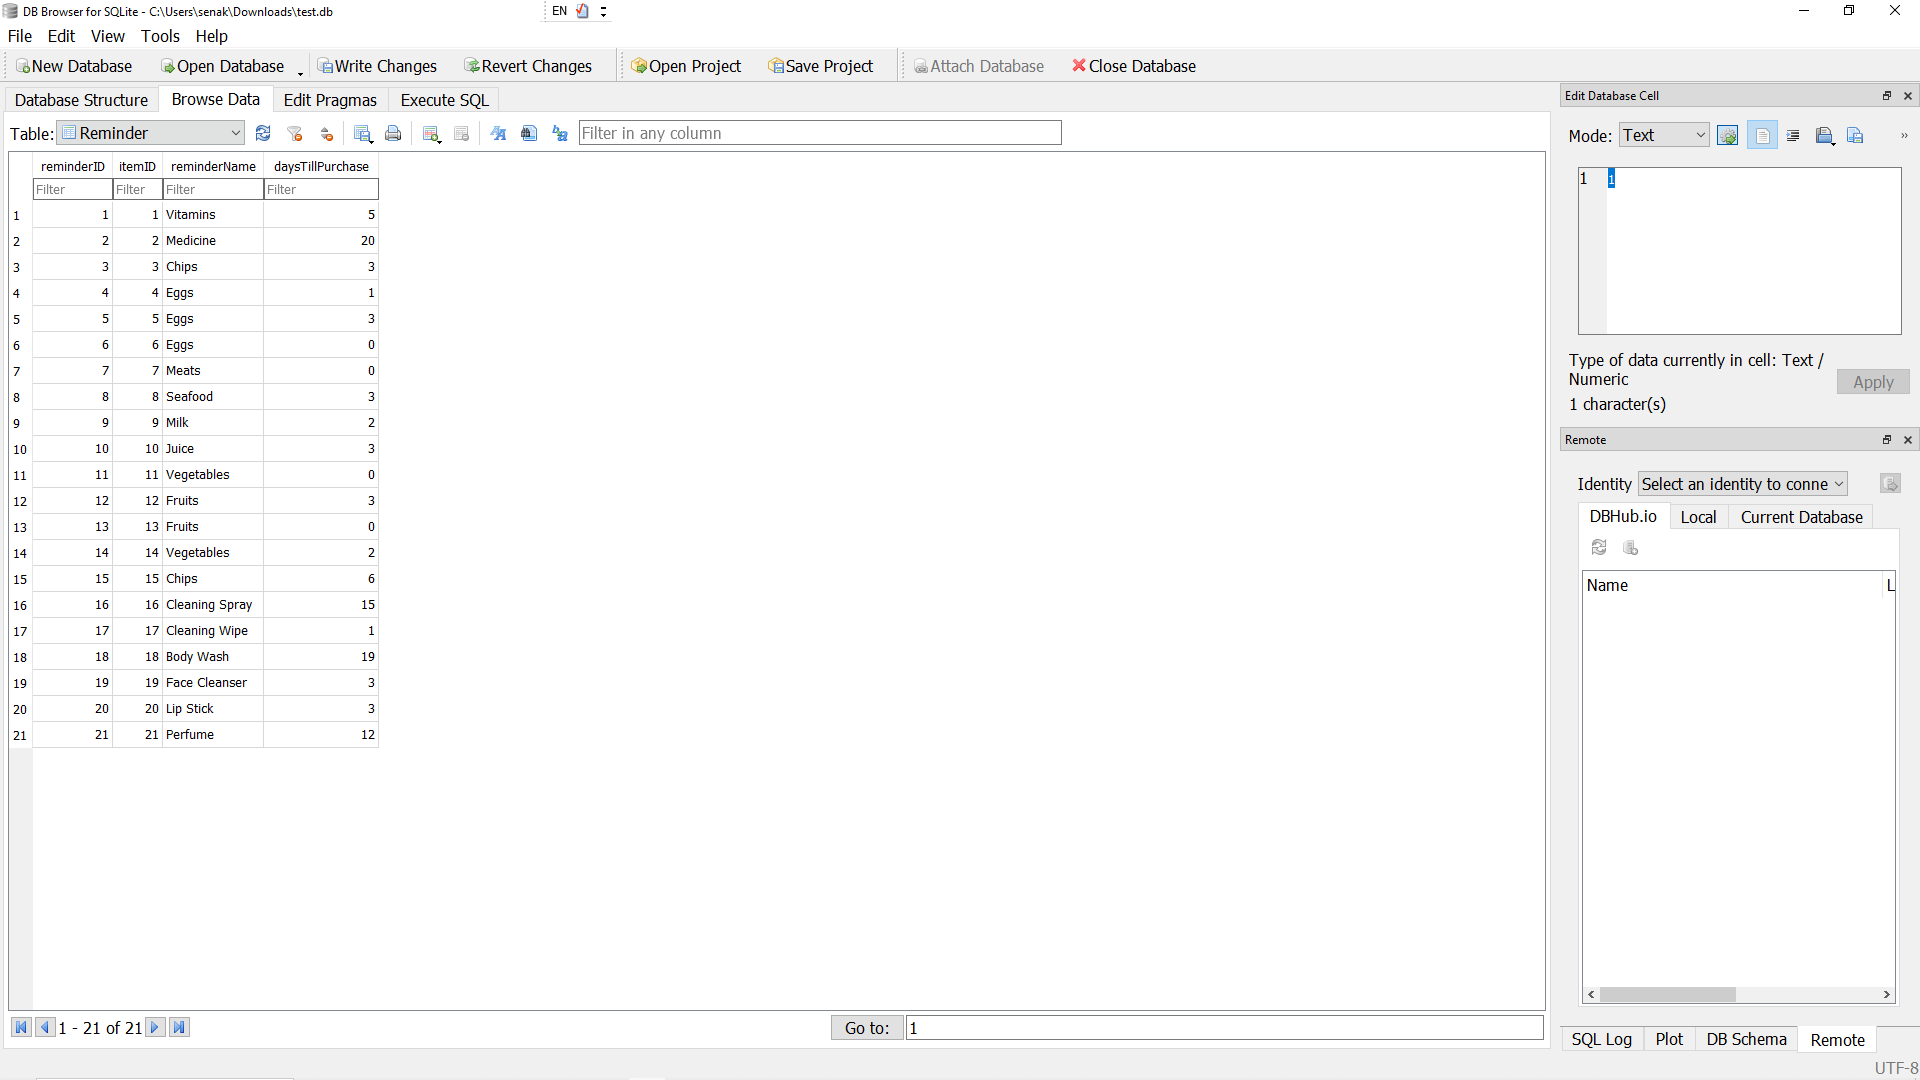 DB Browser for SQLite - C:\Users\senak\Downloads\test.db
EN
File Edit View Tools Help
New Database Open Database Write Changes Revert Changes Open Project Save Project Attach Database Close Database
Database Structure Browse Data Edit Pragmas Execute SQL
Table: Reminder Filter in any column
reminderID itemID reminderName daysTillPurchase
Filter Filter Filter Filter
1 1 1 Vitamins 5
2 2 2 Medicine 20
3 3 3 Chips 3
4 4 4 Eggs 1
5 5 5 Eggs 3
6 6 6 Eggs 0
7 7 7 Meats 0
8 8 8 Seafood 3
9 9 9 Milk 2
10 10 10 Juice 3
11 11 11 Vegetables 0
12 12 12 Fruits 3
13 13 13 Fruits 0
14 14 14 Vegetables 2
15 15 15 Chips 6
16 16 16 Cleaning Spray 15
17 17 17 Cleaning Wipe 1
18 18 18 Body Wash 19
19 19 19 Face Cleanser 3
20 20 20 Lip Stick 3
21 21 21 Perfume 12
1 - 21 of 21 Go to: 1
Edit Database Cell
Mode: Text »
1 1
Type of data currently in cell: Text /
Numeric
1 character(s)
Apply
Remote
Identity Select an identity to conne
DBHub.io Local Current Database
Name L
SQL Log Plot DB Schema Remote
UTF-8